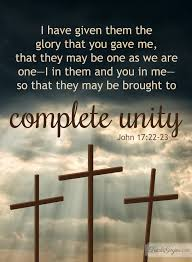 I have given them the
glory that you gave me,
that they may be one as we are
one—I in them and you in me—
so that they may be brought to
complete unity
John 17:22-23